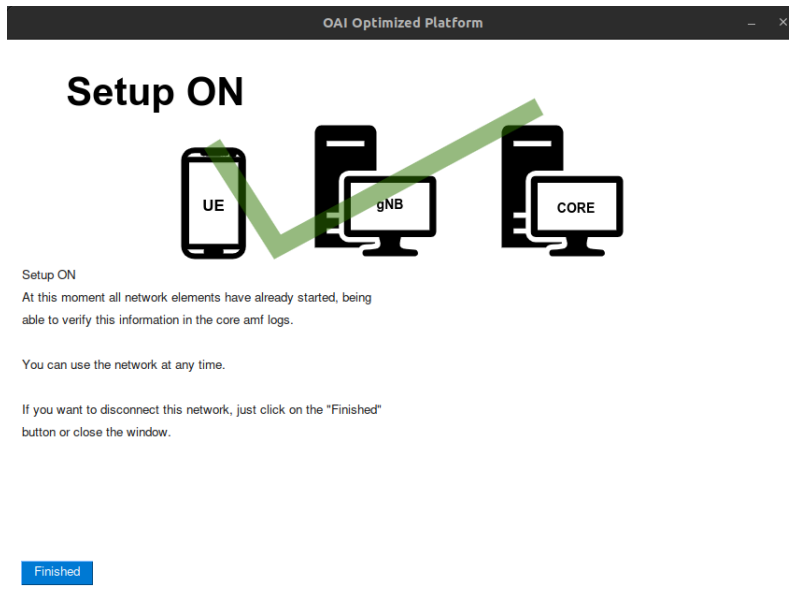 OAI Optimized Platform
Setup ON
UE
gNB
CORE
Setup ON
At this moment all network elements have already started, being
able to verify this information in the core amf logs.
You can use the network at any time.
If you want to disconnect this network, just click on the "Finished"
button or close the window.
Finished